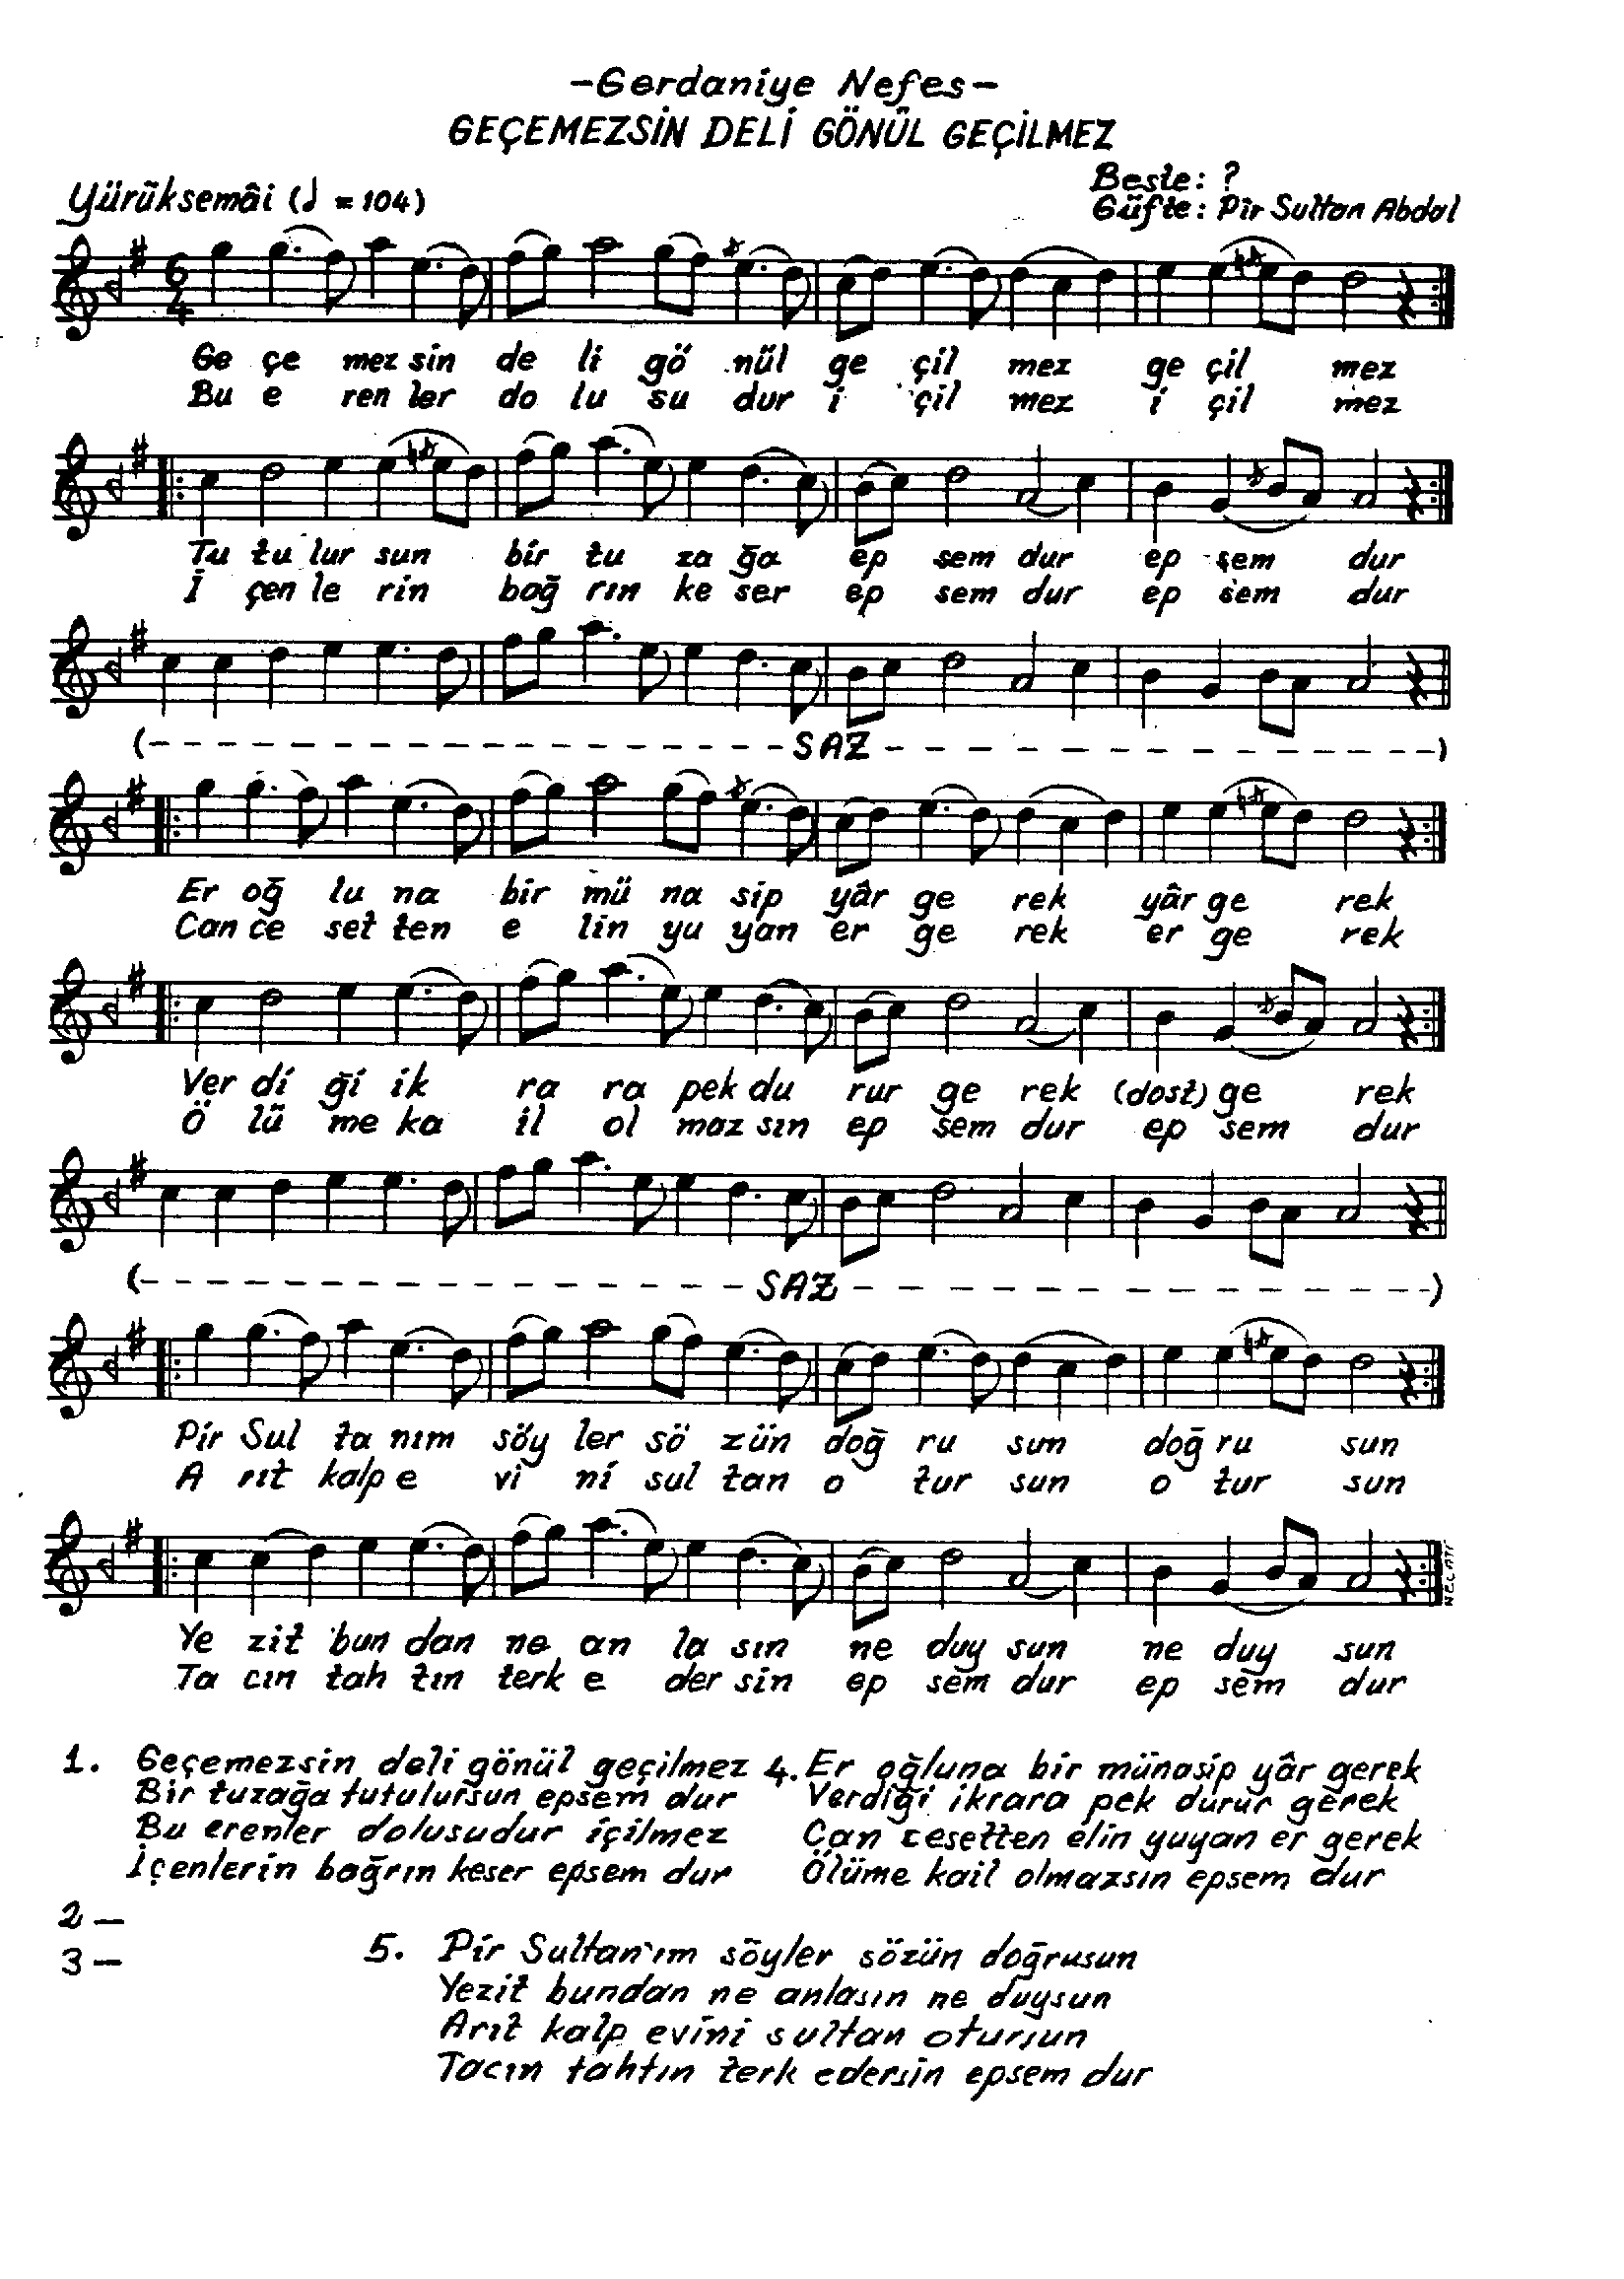 -Gerdaniye Nefes-
GEÇEMEZSİN DELİ GÖNÜL GEÇİLMEZ
Beste: ?
Yürüksemâi (♩ = 104)
Güfte: Pir Sultan Abdal
6
4
Ge çe mez sin de li gö nül ge çil mez ge çil mez
Bu e ren ler do lu su dur i çil mez i çil mez
Tu tu lur sun bir tu za ğa ep sem dur ep sem dur
İ çen le rin bağ rın ke ser ep sem dur ep sem dur
(- - - SAZ - - -)
Er oğ lu na bir mü na sip yâr ge rek yâr ge rek
Can ce set ten e lin yu yan er ge rek er ge rek
Ver di ği ik ra ra pek du rur ge rek (dost) ge rek
Ö lü me ka il ol maz sın ep sem dur ep sem dur
(- - - SAZ - - -)
Pir Sul ta nım söy ler sö zün doğ ru sun doğ ru sun
A rıt kalp e vi ni sul tan o tur sun o tur sun
Ye zit bun dan ne an la sın ne duy sun ne duy sun
Ta cın tah tın terk e der sin ep sem dur ep sem dur
NECATİ
1. Geçemezsin deli gönül geçilmez
Bir tuzağa tutulursun epsem dur
Bu erenler dolusudur içilmez
İçenlerin bağrın keser epsem dur
2 –
3 –
4. Er oğluna bir münasip yâr gerek
Verdiği ikrara pek durur gerek
Can cesetten elin yuyan er gerek
Ölüme kail olmazsın epsem dur
5. Pir Sultan'ım söyler sözün doğrusun
Yezit bundan ne anlasın ne duysun
Arıt kalp evini sultan otursun
Tacın tahtın terk edersin epsem dur